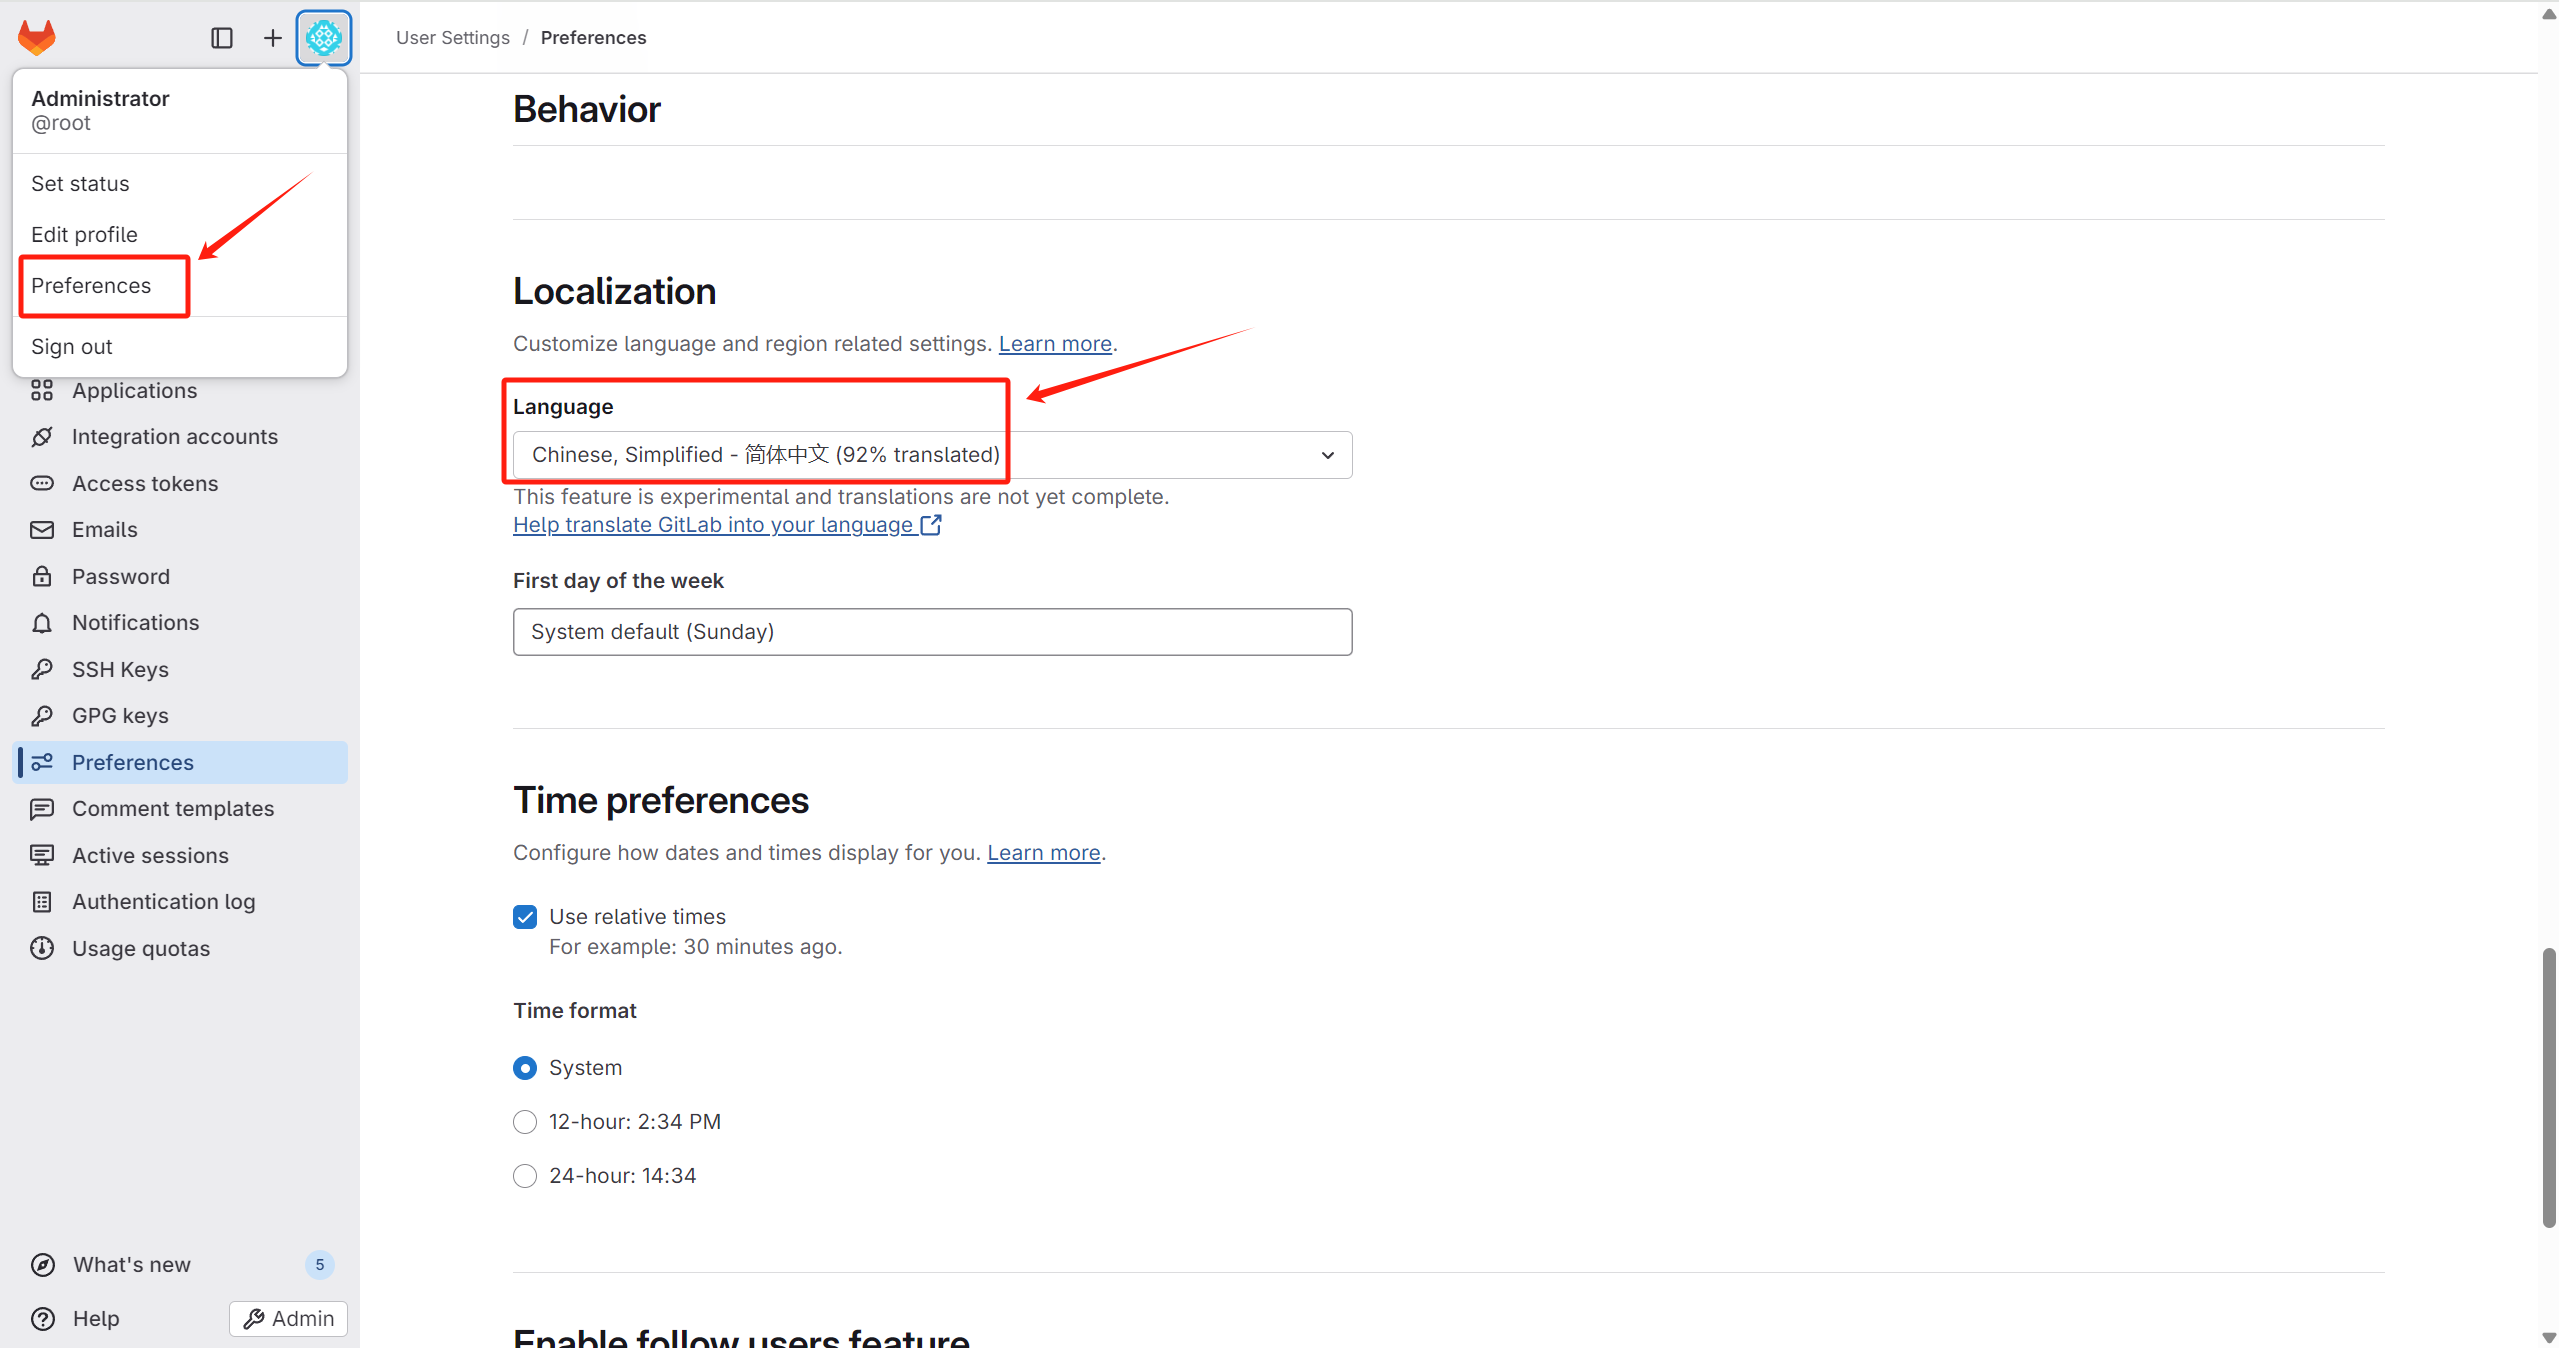 User Settings / Preferences
Administrator
@root
Set status
Edit profile
Preferences
Sign out
Applications
Integration accounts
Access tokens
Emails
Password
Notifications
SSH Keys
GPG keys
Preferences
Comment templates
Active sessions
Authentication log
Usage quotas
What's new 5
Help
Admin
Behavior
Localization
Customize language and region related settings. Learn more.
Language
Chinese, Simplified - 简体中文 (92% translated)
This feature is experimental and translations are not yet complete.
Help translate GitLab into your language
First day of the week
System default (Sunday)
Time preferences
Configure how dates and times display for you. Learn more.
Use relative times
For example: 30 minutes ago.
Time format
System
12-hour: 2:34 PM
24-hour: 14:34
Enable follow users feature